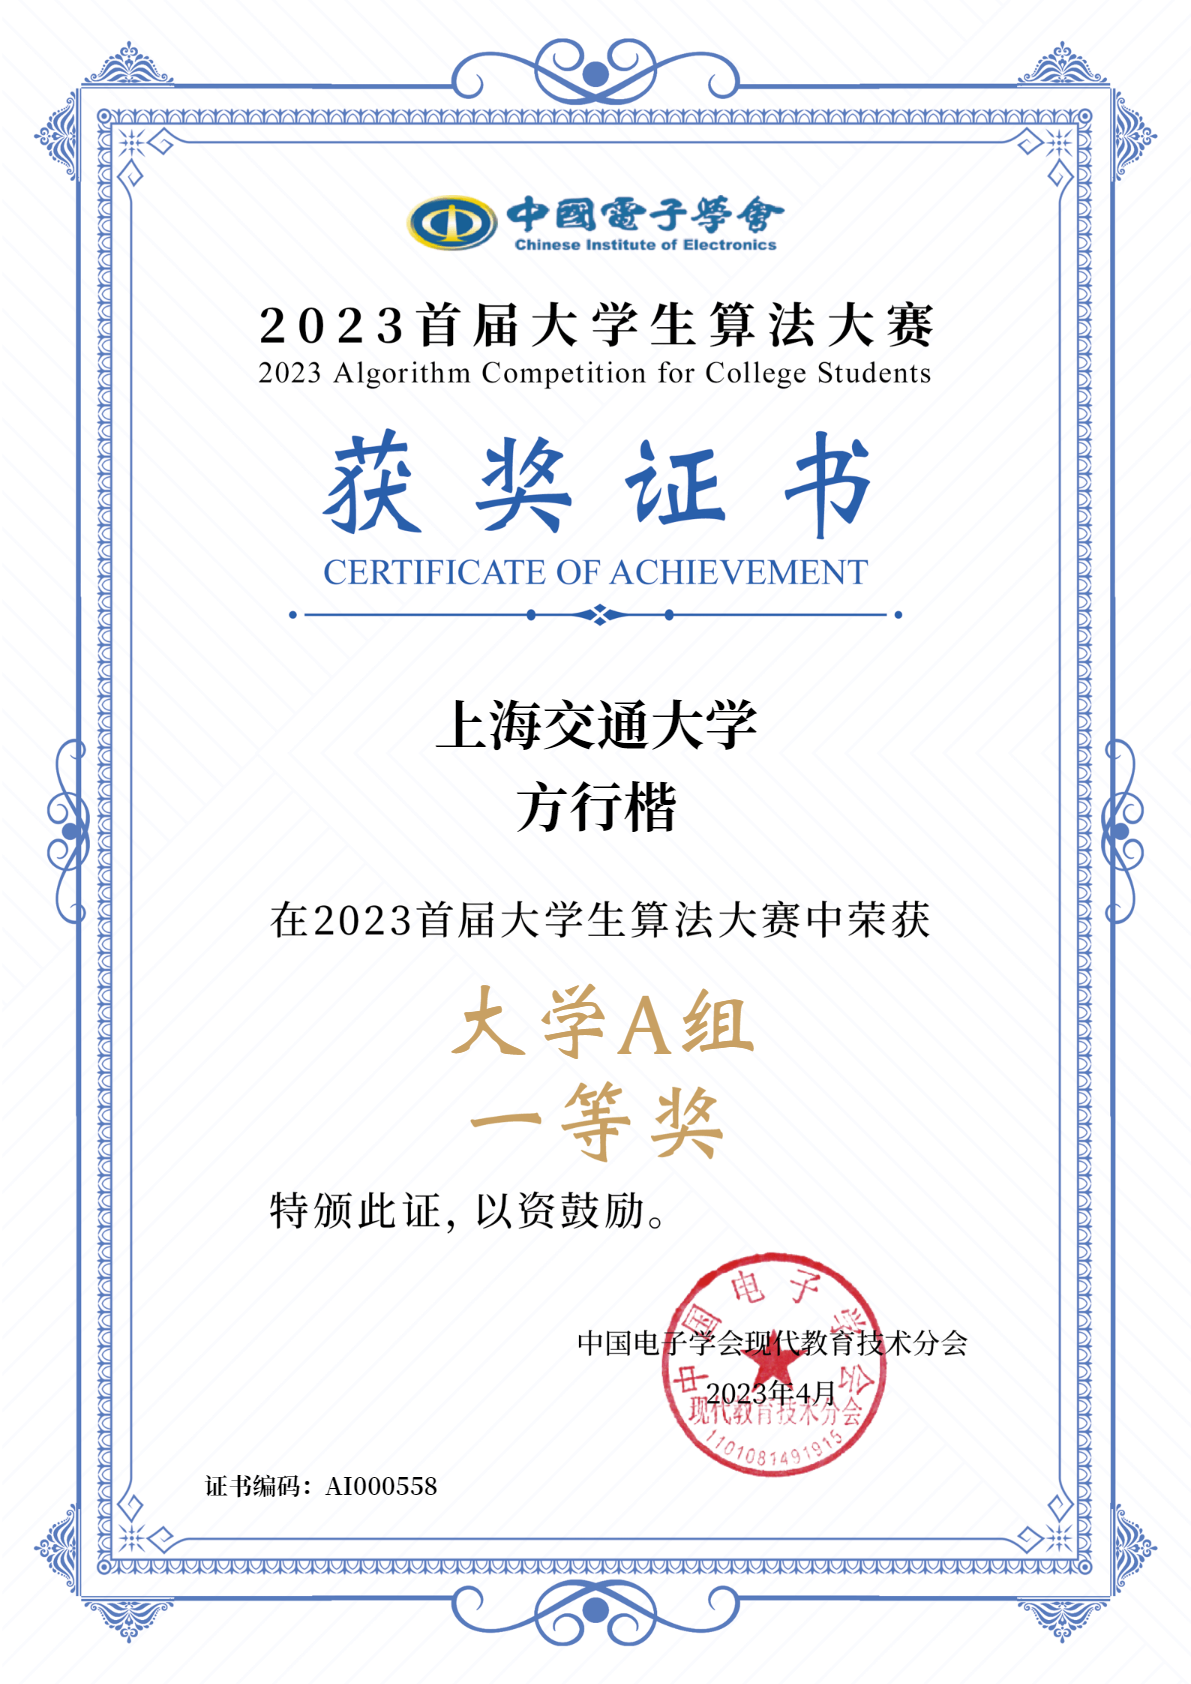 中國電子學會
Chinese Institute of Electronics
2023首届大学生算法大赛
2023 Algorithm Competition for College Students
获奖证书
CERTIFICATE OF ACHIEVEMENT
上海交通大学
方行楷
在2023首届大学生算法大赛中荣获
大学A组
一等奖
特颁此证, 以资鼓励。
中国电子学会
中国电子学会现代教育技术分会
2023年4月
现代教育技术分会
1101081491915
证书编码：AI000558